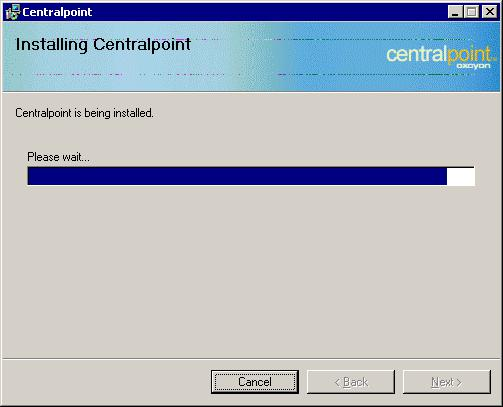 Centralpoint
Installing Centralpoint
centralpoint
oxcyon
Centralpoint is being installed.
Please wait...
Cancel
< Back
Next >